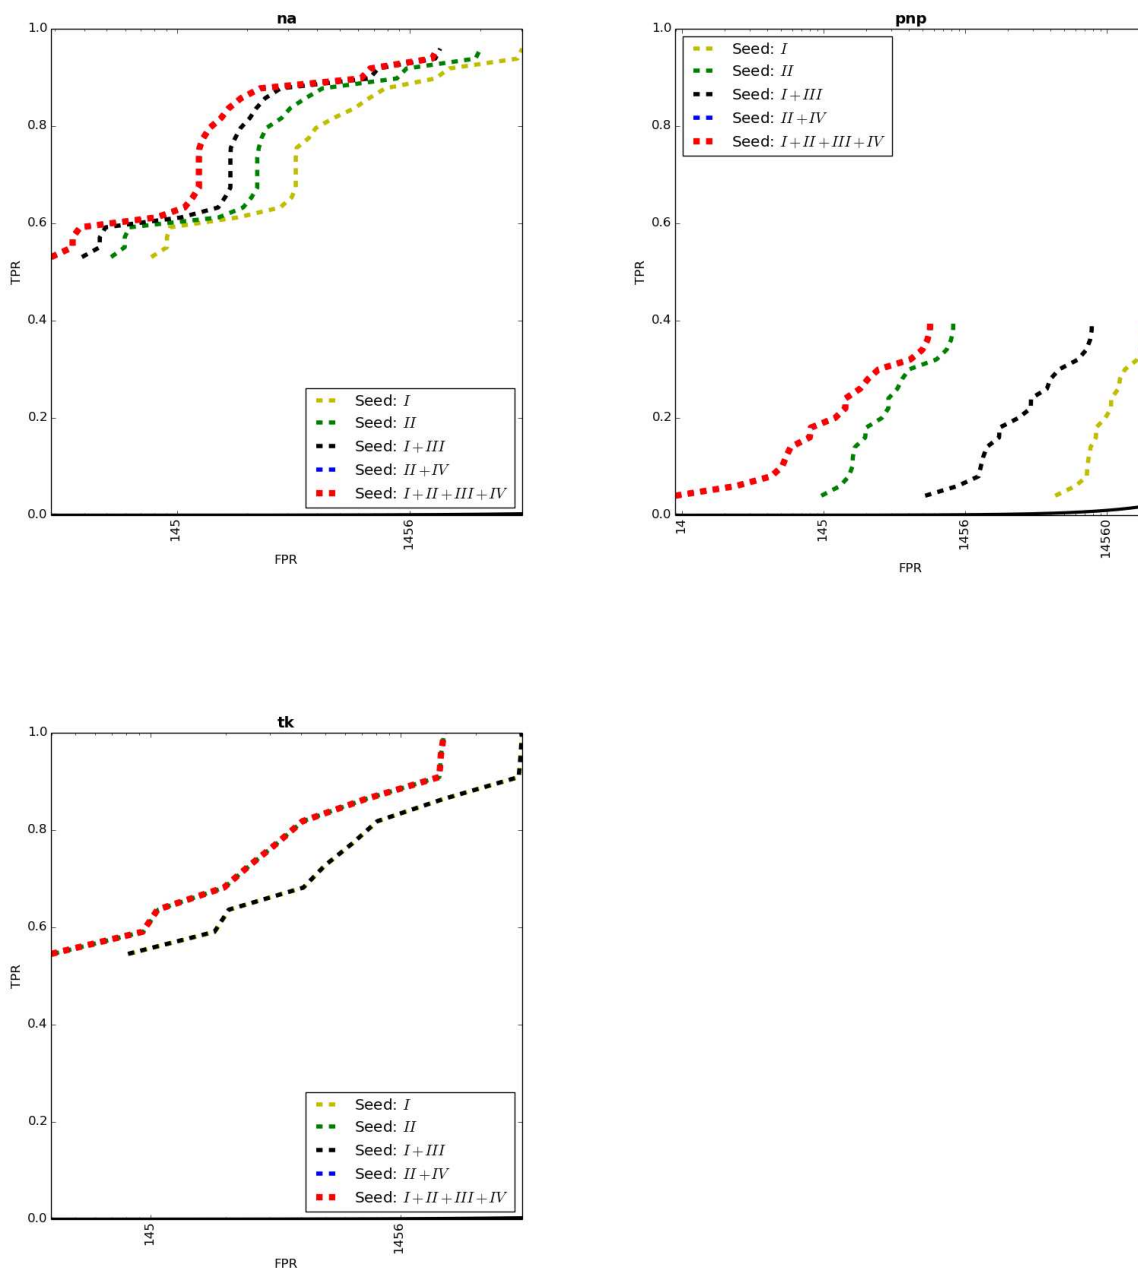 na
1.0
0.8
0.6
0.4
0.2
0.0
TPR
145
1456
FPR
Seed: I
Seed: II
Seed: I+III
Seed: II+IV
Seed: I+II+III+IV
pnp
1.0
0.8
0.6
0.4
0.2
0.0
TPR
14
145
1456
14560
FPR
Seed: I
Seed: II
Seed: I+III
Seed: II+IV
Seed: I+II+III+IV
tk
1.0
0.8
0.6
0.4
0.2
0.0
TPR
145
1456
FPR
Seed: I
Seed: II
Seed: I+III
Seed: II+IV
Seed: I+II+III+IV